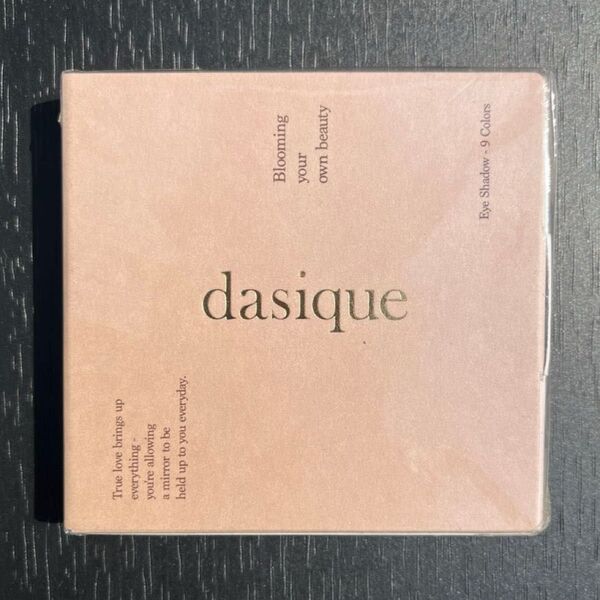 Blooming
your
own beauty
Eye Shadow - 9 Colors
dasique
True love brings up
everything -
you're allowing
a mirror to be
held up to you everyday.